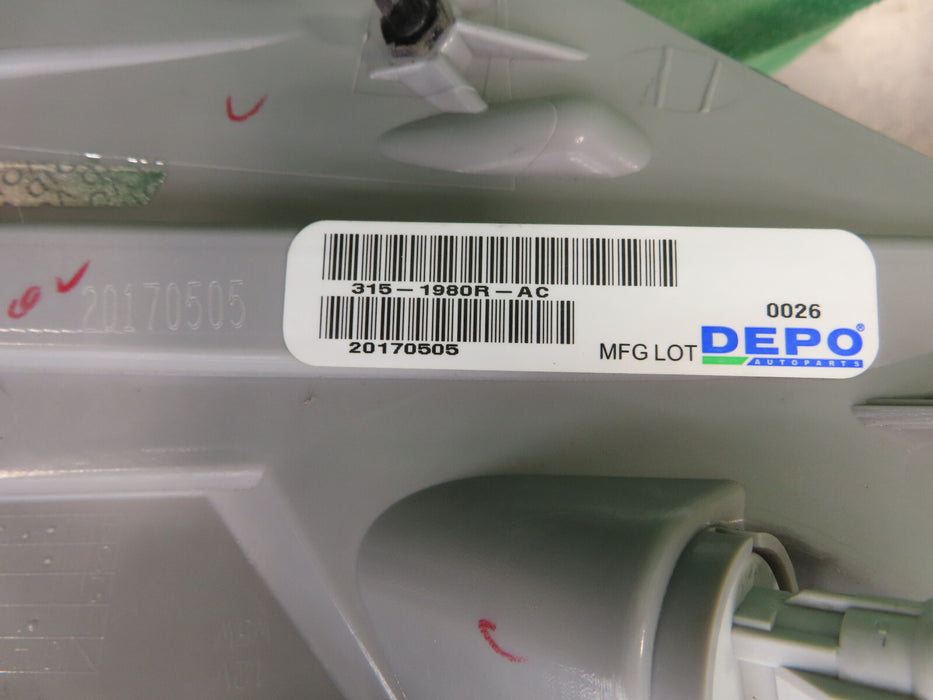 20170505
315-1980R-AC
20170505
0026
MFG LOT
DEPO®
AUTOPARTS